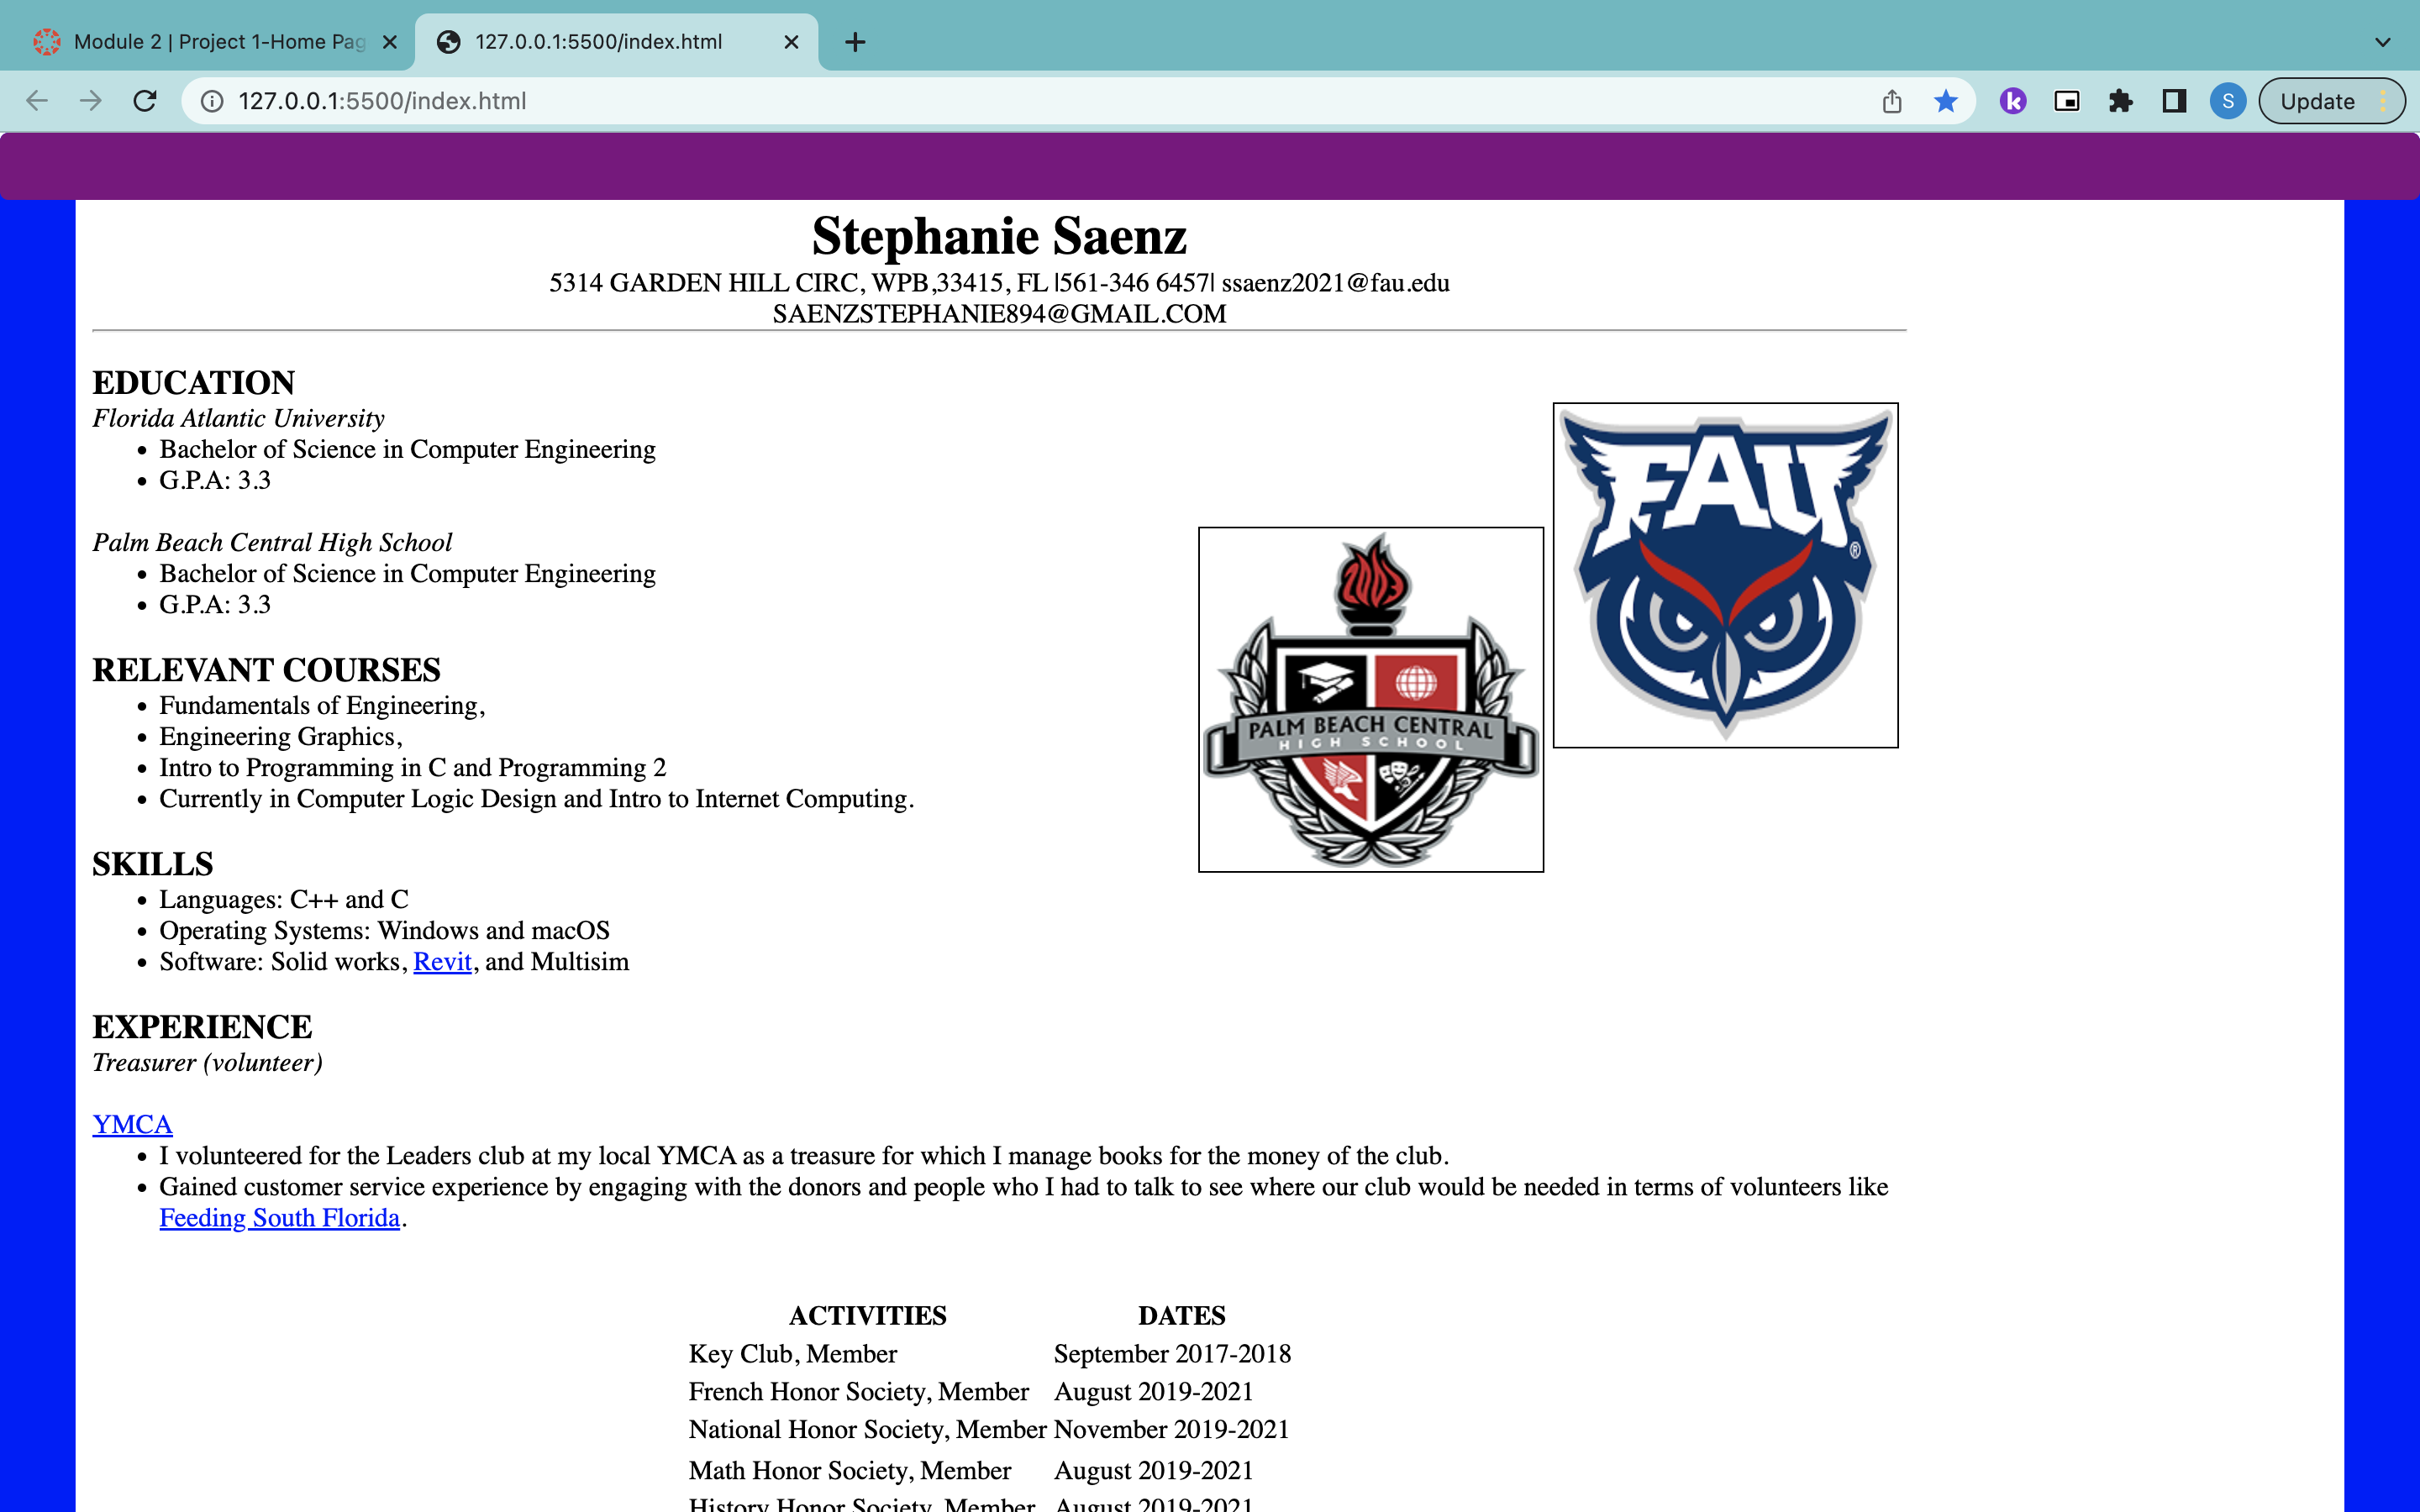 Module 2 | Project 1-Home Pag
127.0.0.1:5500/index.html
127.0.0.1:5500/index.html
k
S
Update
Stephanie Saenz
5314 GARDEN HILL CIRC, WPB,33415, FL |561-346 6457| ssaenz2021@fau.edu
SAENZSTEPHANIE894@GMAIL.COM
EDUCATION
Florida Atlantic University
• Bachelor of Science in Computer Engineering
• G.P.A: 3.3
Palm Beach Central High School
• Bachelor of Science in Computer Engineering
• G.P.A: 3.3
FAU
®
2003
PALM BEACH CENTRAL
HIGH SCHOOL
RELEVANT COURSES
• Fundamentals of Engineering,
• Engineering Graphics,
• Intro to Programming in C and Programming 2
• Currently in Computer Logic Design and Intro to Internet Computing.
SKILLS
• Languages: C++ and C
• Operating Systems: Windows and macOS
• Software: Solid works, Revit, and Multisim
EXPERIENCE
Treasurer (volunteer)
YMCA
• I volunteered for the Leaders club at my local YMCA as a treasure for which I manage books for the money of the club.
• Gained customer service experience by engaging with the donors and people who I had to talk to see where our club would be needed in terms of volunteers like
Feeding South Florida.
ACTIVITIES DATES
Key Club, Member September 2017-2018
French Honor Society, Member August 2019-2021
National Honor Society, Member November 2019-2021
Math Honor Society, Member August 2019-2021
History Honor Society, Member August 2019-2021